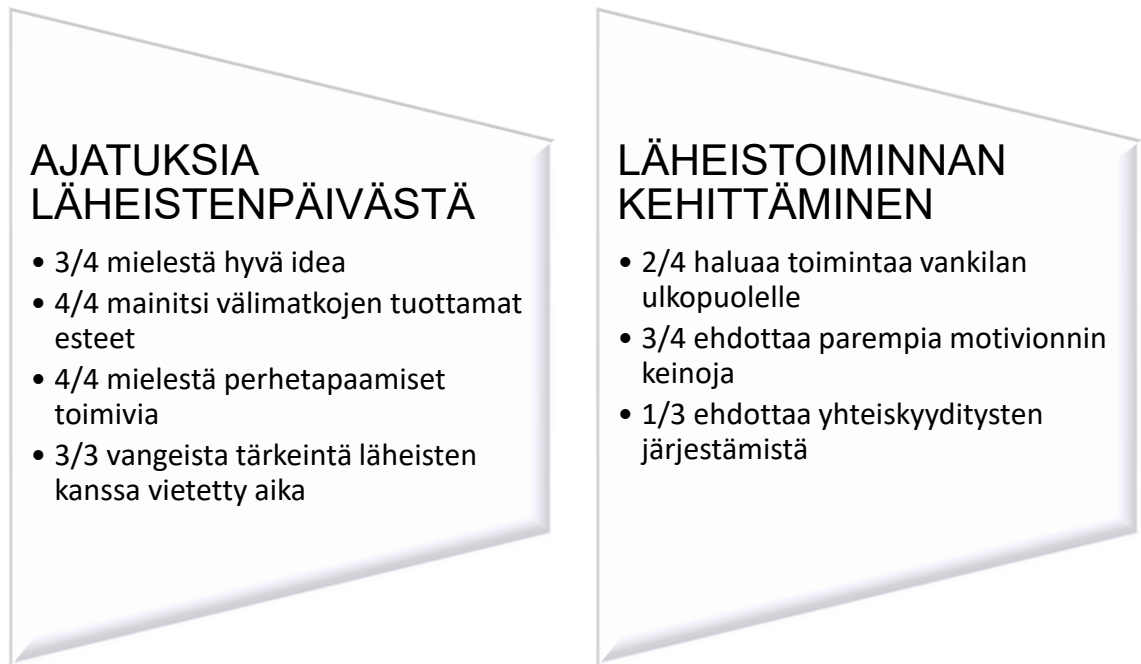 AJATUKSIA
LÄHEISTENPÄIVÄSTÄ
• 3/4 mielestä hyvä idea
• 4/4 mainitsi välimatkojen tuottamat
esteet
• 4/4 mielestä perhetapaamiset
toimivia
• 3/3 vangeista tärkeintä läheisten
kanssa vietetty aika
LÄHEISTOIMINNAN
KEHITTÄMINEN
• 2/4 haluaa toimintaa vankilan
ulkopuolelle
• 3/4 ehdottaa parempia motivionnin
keinoja
• 1/3 ehdottaa yhteiskyyditysten
järjestämistä